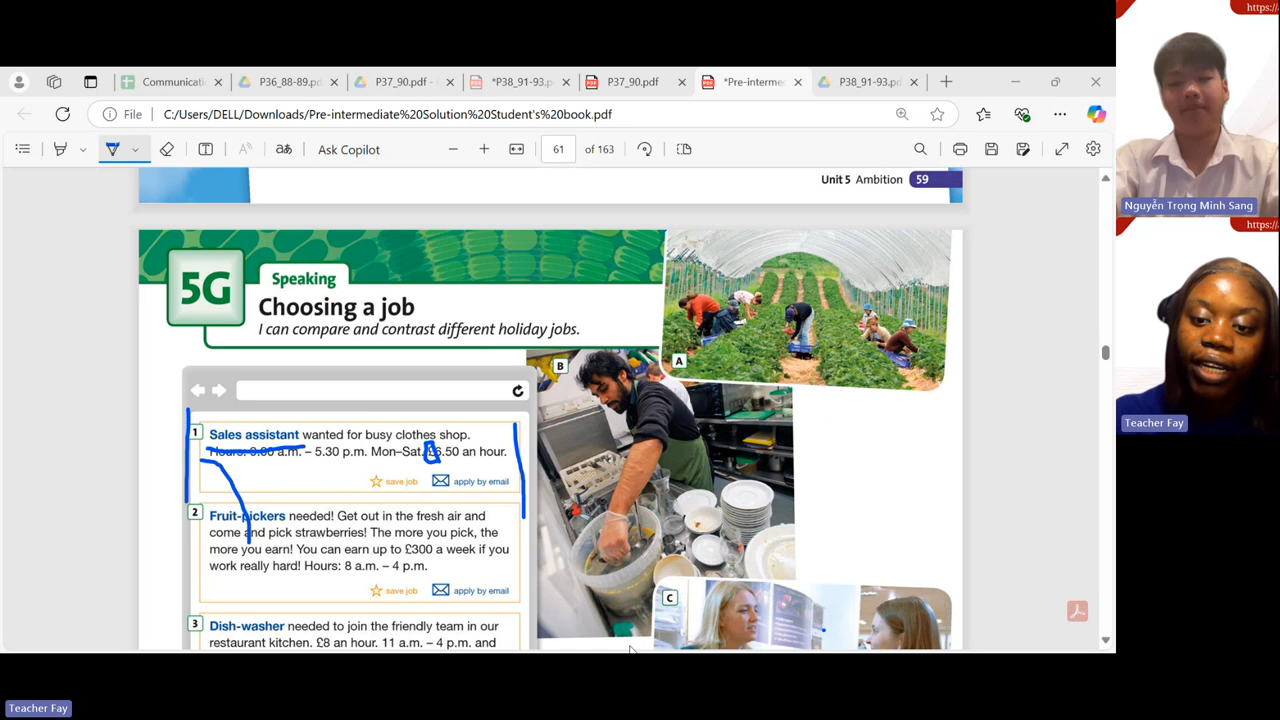 https://
Communicati
P36_88-89.pd
P37_90.pdf -
*P38_91-93.p
P37_90.pdf
*Pre-interme
P38_91-93.pd
File
C:/Users/DELL/Downloads/Pre-intermediate%20Solution%20Student's%20book.pdf
aあ
Ask Copilot
61
of 163
Nguyễn Trọng Minh Sang
https://
Unit 5 Ambition 59
5G
Speaking
Choosing a job
I can compare and contrast different holiday jobs.
A
B
1
Sales assistant wanted for busy clothes shop.
Hours: 9.00 a.m. – 5.30 p.m. Mon–Sat. £6.50 an hour.
save job
apply by email
2
Fruit-pickers needed! Get out in the fresh air and
come and pick strawberries! The more you pick, the
more you earn! You can earn up to £300 a week if you
work really hard! Hours: 8 a.m. – 4 p.m.
save job
apply by email
C
3
Dish-washer needed to join the friendly team in our
restaurant kitchen. £8 an hour. 11 a.m. – 4 p.m. and
Teacher Fay
Teacher Fay